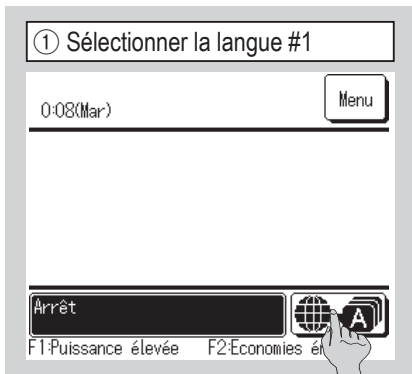 ① Sélectionner la langue #1
Menu
0:08(Mar)
Arrêt
A
F1:Puissance élevée F2:Economies